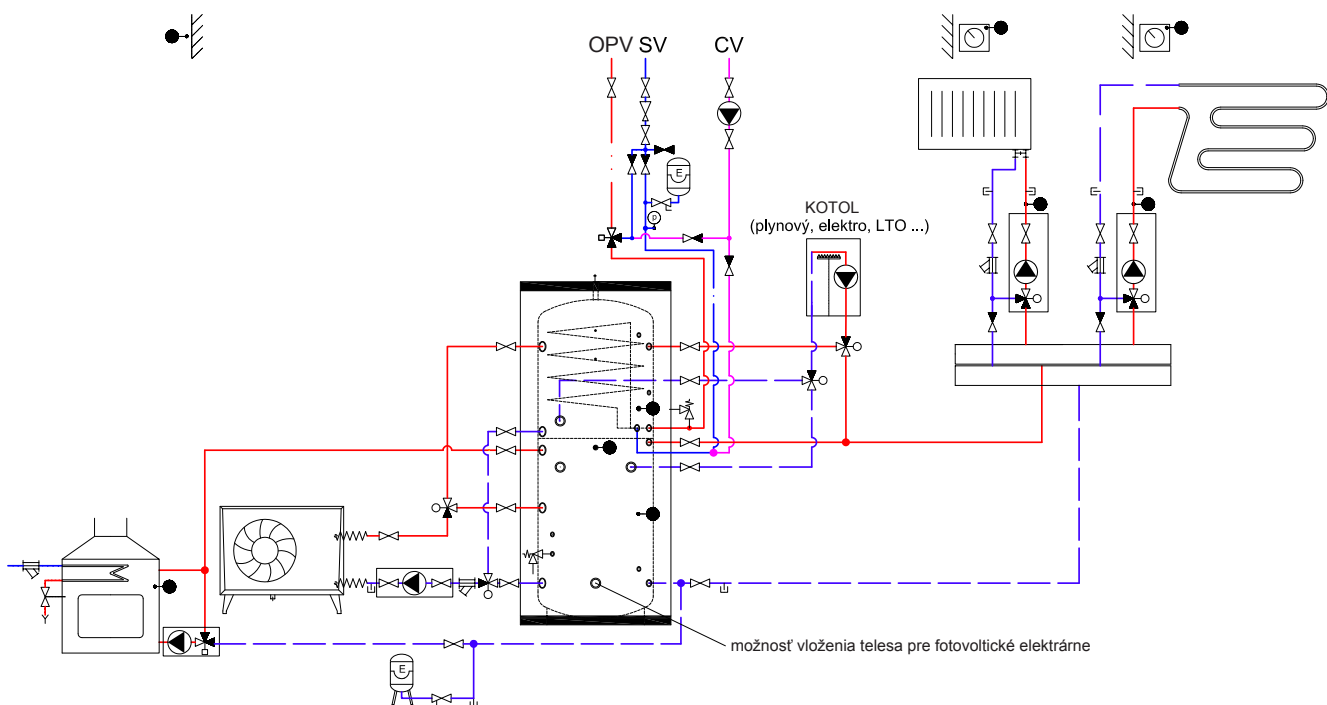 OPV SV CV
E
p
KOTOL
(plynový, elektro, LTO ...)
možnosť vloženia telesa pre fotovoltické elektrárne
E